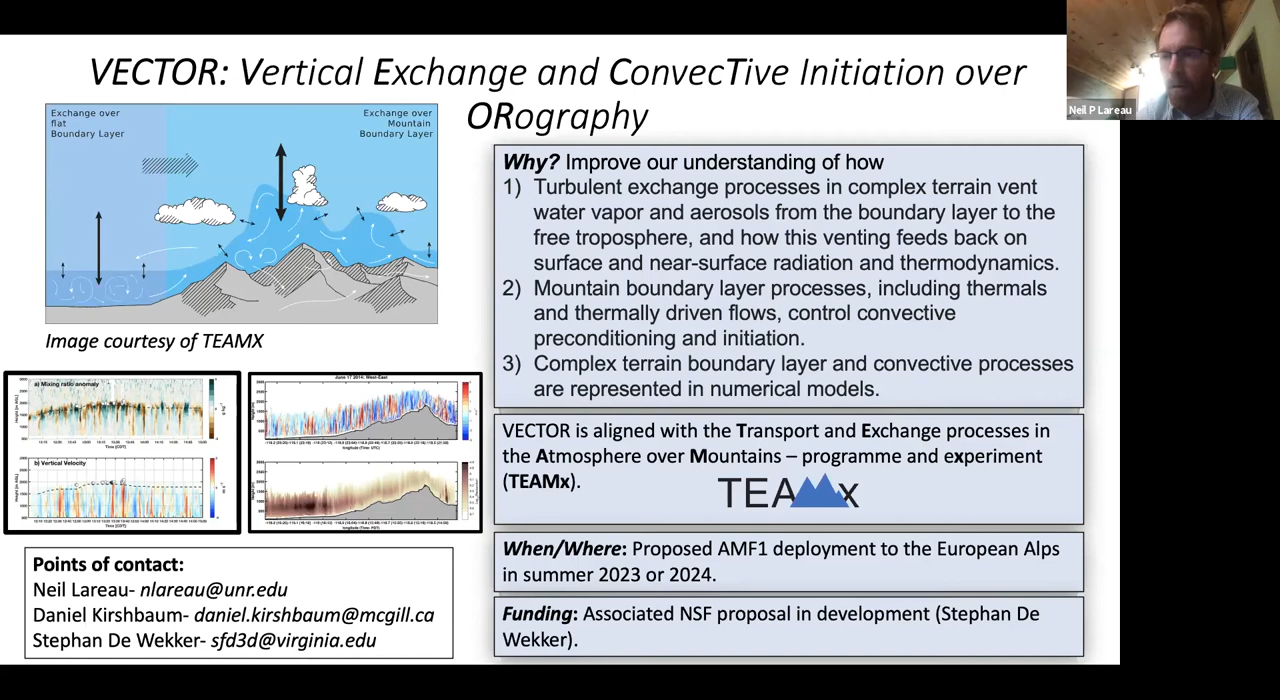 VECTOR: Vertical Exchange and ConvecTive Initiation over
ORography
Neil P Lareau
Exchange over
flat
Boundary Layer
Exchange over
Mountain
Boundary Layer
Image courtesy of TEAMX
Why? Improve our understanding of how
1) Turbulent exchange processes in complex terrain vent
water vapor and aerosols from the boundary layer to the
free troposphere, and how this venting feeds back on
surface and near-surface radiation and thermodynamics.
2) Mountain boundary layer processes, including thermals
and thermally driven flows, control convective
preconditioning and initiation.
3) Complex terrain boundary layer and convective processes
are represented in numerical models.
a) Mixing ratio anomaly
Time [CDT]
b) Vertical Velocity
Time [CDT]
June 17 2014: West-East
VECTOR is aligned with the Transport and Exchange processes in
the Atmosphere over Mountains – programme and experiment
(TEAMx).
TEAMx
When/Where: Proposed AMF1 deployment to the European Alps
in summer 2023 or 2024.
Funding: Associated NSF proposal in development (Stephan De
Wekker).
Points of contact:
Neil Lareau- nlareau@unr.edu
Daniel Kirshbaum- daniel.kirshbaum@mcgill.ca
Stephan De Wekker- sfd3d@virginia.edu